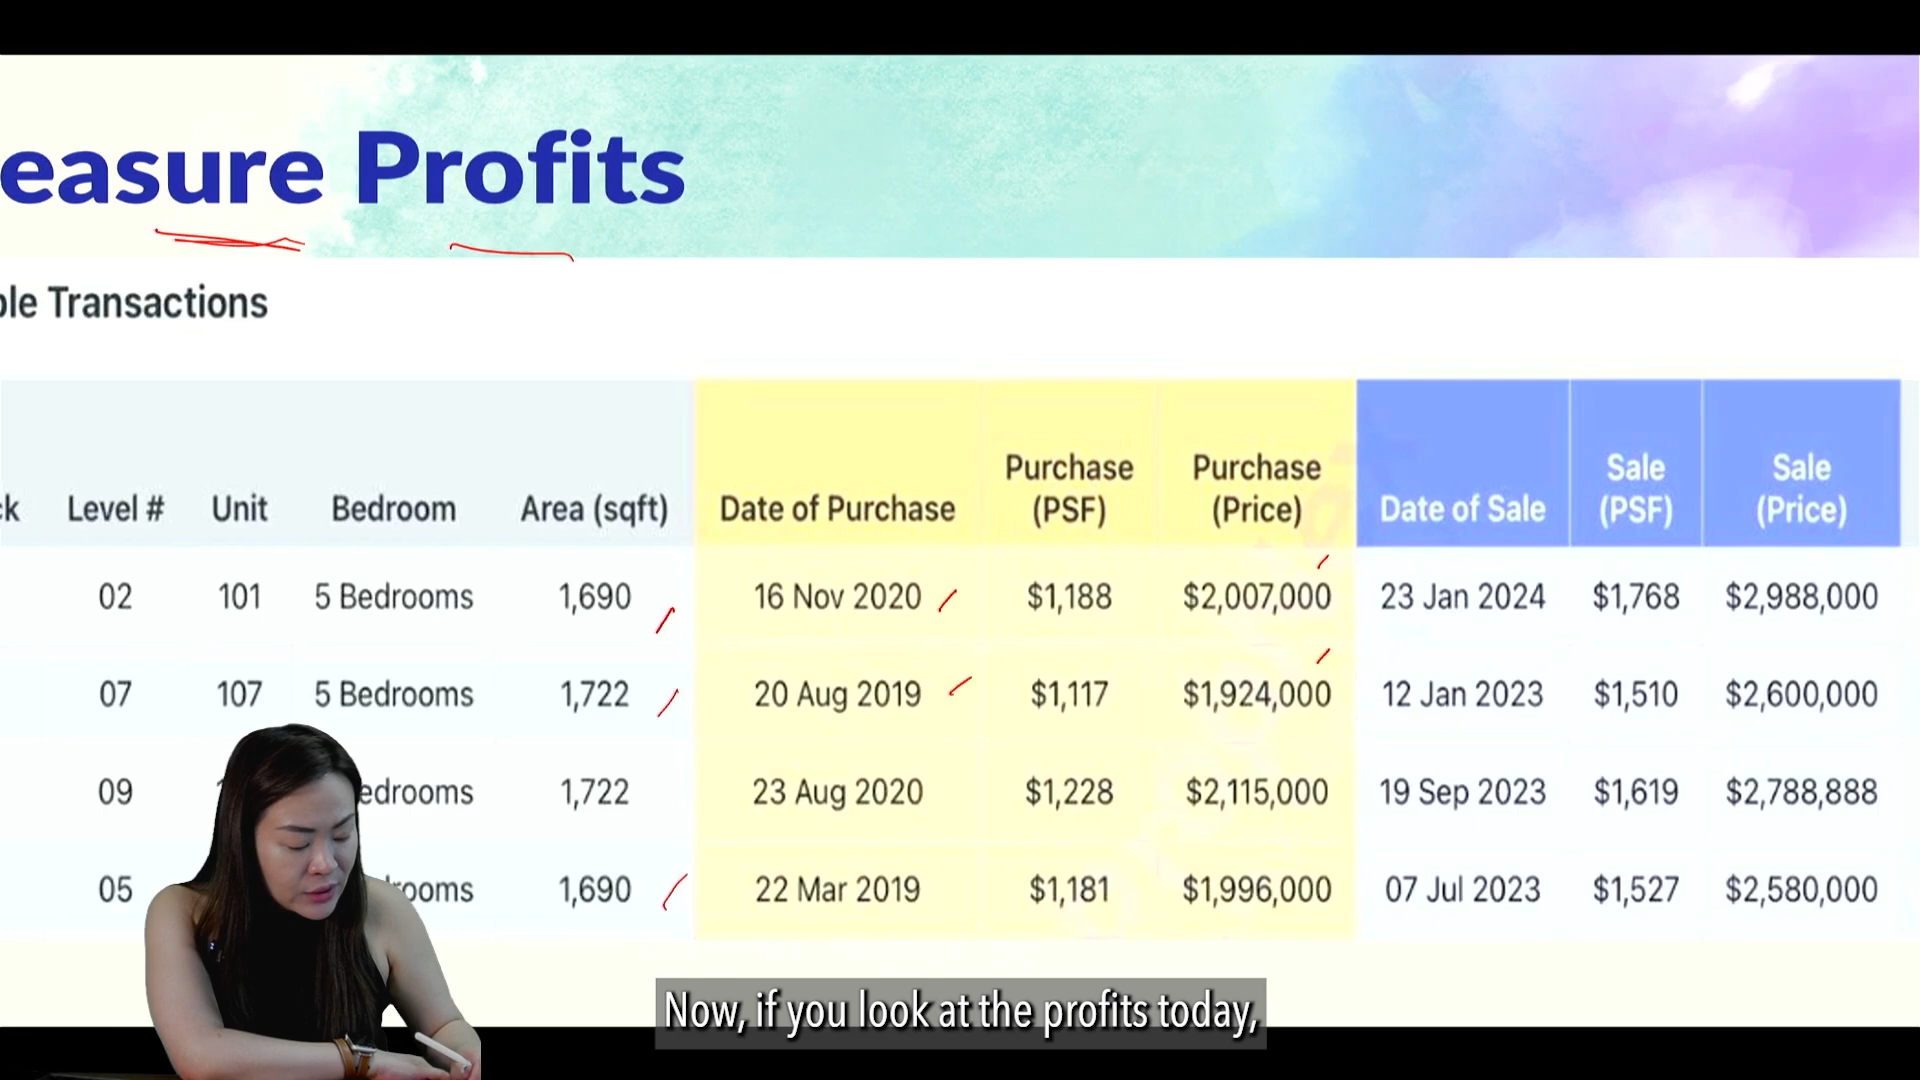 easure Profits
ble Transactions
ck Level # Unit Bedroom Area (sqft) Date of Purchase Purchase (PSF) Purchase (Price) Date of Sale Sale (PSF) Sale (Price)
02 101 5 Bedrooms 1,690 16 Nov 2020 $1,188 $2,007,000 23 Jan 2024 $1,768 $2,988,000
07 107 5 Bedrooms 1,722 20 Aug 2019 $1,117 $1,924,000 12 Jan 2023 $1,510 $2,600,000
09 edrooms 1,722 23 Aug 2020 $1,228 $2,115,000 19 Sep 2023 $1,619 $2,788,888
05 rooms 1,690 22 Mar 2019 $1,181 $1,996,000 07 Jul 2023 $1,527 $2,580,000
Now, if you look at the profits today,